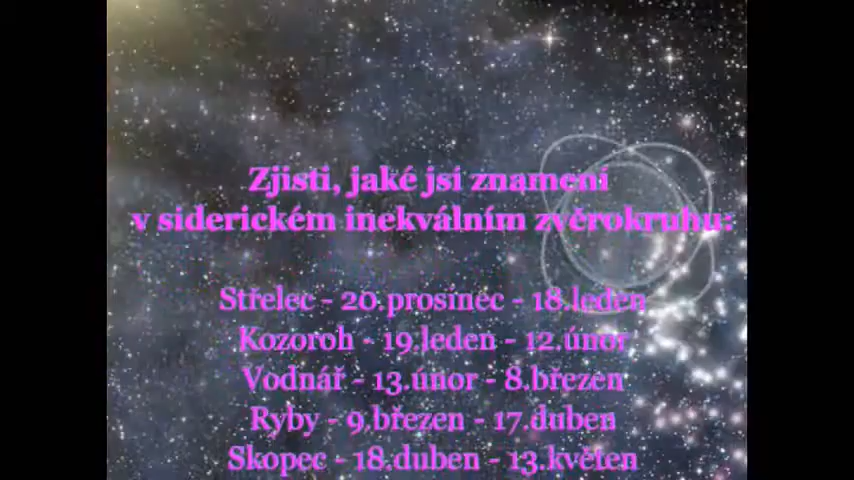 Zjisti, jaké jsi znamení
v siderickém inekválním zvěrokruhu:
Střelec - 20.prosinec - 18.leden
Kozoroh - 19.leden - 12.únor
Vodnář - 13.únor - 8.březen
Ryby - 9.březen - 17.duben
Skopec - 18.duben - 13.květen